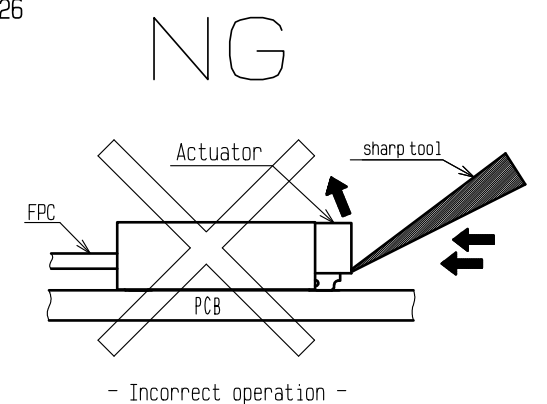 26
NG
Actuator
sharp tool
FPC
PCB
- Incorrect operation -